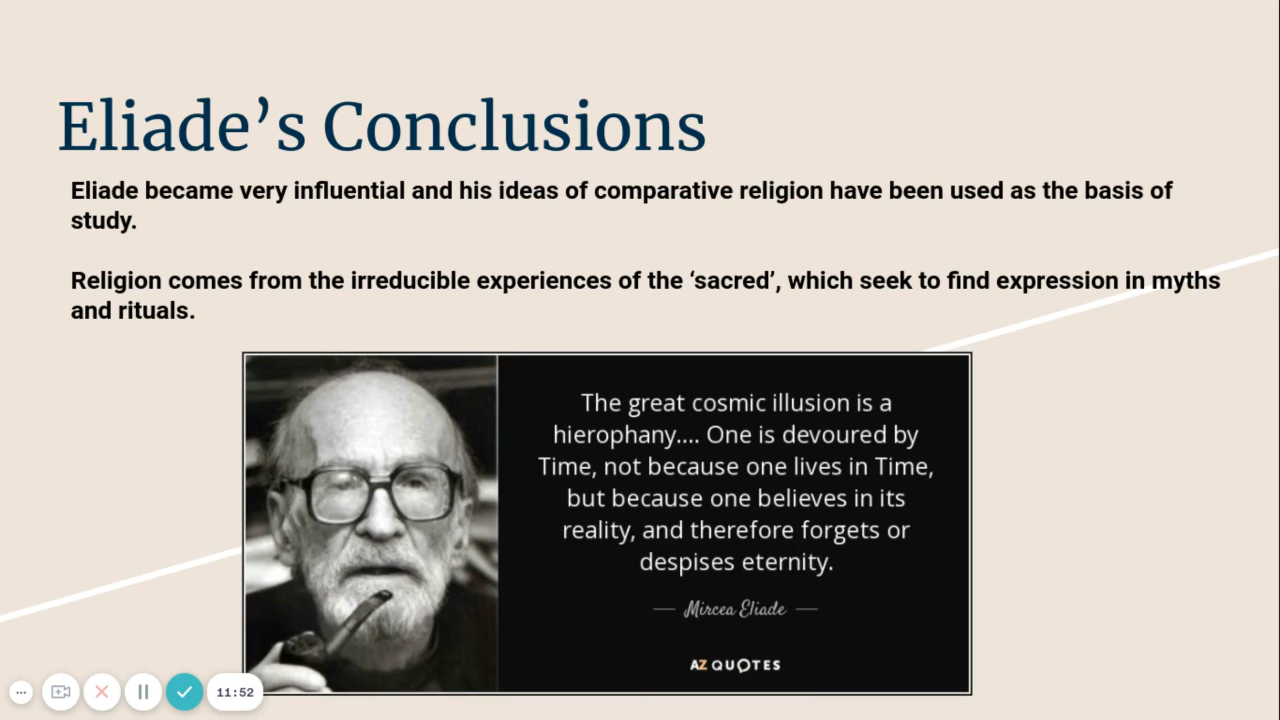 Eliade’s Conclusions
Eliade became very influential and his ideas of comparative religion have been used as the basis of
study.
Religion comes from the irreducible experiences of the ‘sacred’, which seek to find expression in myths
and rituals.
The great cosmic illusion is a
hierophany.... One is devoured by
Time, not because one lives in Time,
but because one believes in its
reality, and therefore forgets or
despises eternity.
Mircea Eliade
AZ QUOTES
11:52